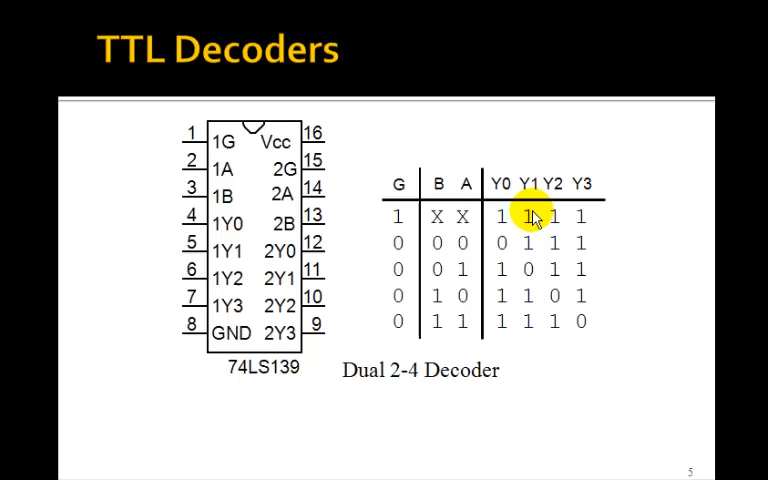 TTL Decoders
1 1G Vcc 16
2 1A 2G 15
3 1B 2A 14
4 1Y0 2B 13
5 1Y1 2Y0 12
6 1Y2 2Y1 11
7 1Y3 2Y2 10
8 GND 2Y3 9
74LS139
G B A Y0 Y1 Y2 Y3
1 X X 1 1 1 1
0 0 0 0 1 1 1
0 0 1 1 0 1 1
0 1 0 1 1 0 1
0 1 1 1 1 1 0
Dual 2-4 Decoder
5